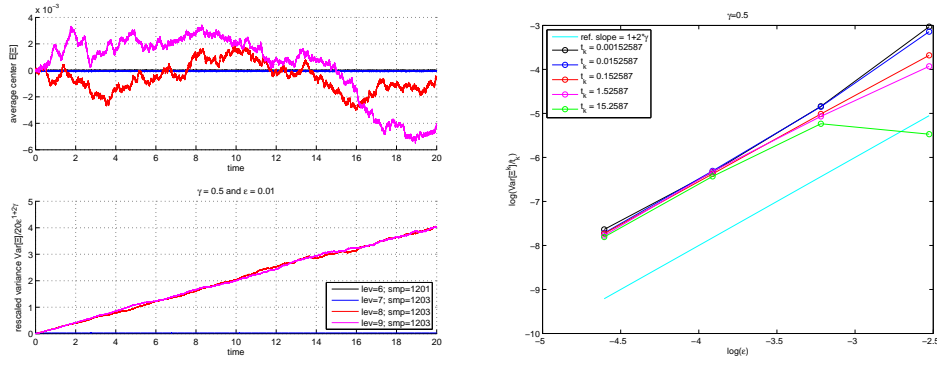 x 10⁻³
4
2
0
−2
−4
−6
average center E[Ξ]
0 2 4 6 8 10 12 14 16 18 20
time
γ = 0.5 and ε = 0.01
5
4
3
2
1
0
rescaled variance Var[Ξ]/20ε^{1+2γ}
lev=6; smp=1201
lev=7; smp=1203
lev=8; smp=1203
lev=9; smp=1203
0 2 4 6 8 10 12 14 16 18 20
time
γ=0.5
−3
−4
−5
−6
−7
−8
−9
−10
log(Var[Ξᵏ]/t_k)
ref. slope = 1+2*γ
t_k = 0.00152587
t_k = 0.0152587
t_k = 0.152587
t_k = 1.52587
t_k = 15.2587
−5 −4.5 −4 −3.5 −3 −2.5
log(ε)